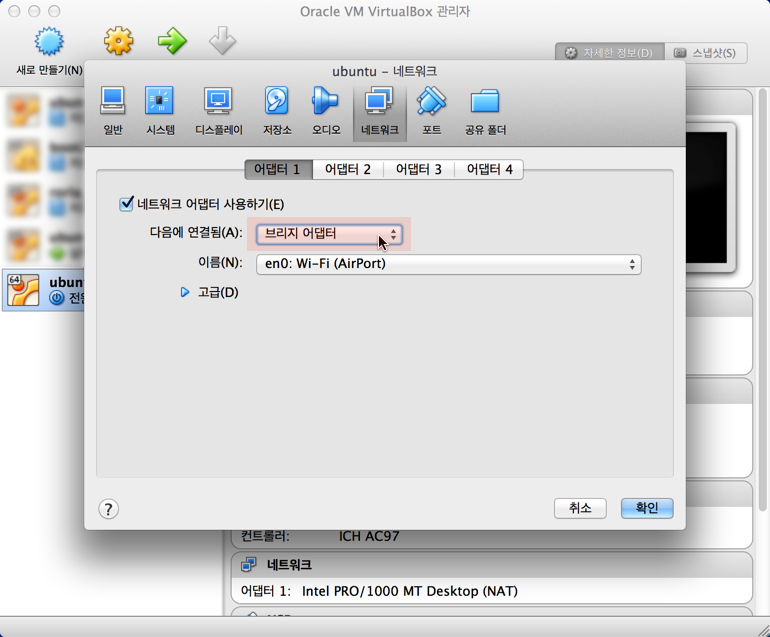 Oracle VM VirtualBox 관리자
새로 만들기(N)
자세한 정보(D) 스냅샷(S)
ubuntu – 네트워크
일반 시스템 디스플레이 저장소 오디오 네트워크 포트 공유 폴더
어댑터 1 어댑터 2 어댑터 3 어댑터 4
네트워크 어댑터 사용하기(E)
다음에 연결됨(A): 브리지 어댑터
이름(N): en0: Wi-Fi (AirPort)
고급(D)
64 ubun
전원
? 취소 확인
컨트롤러: ICH AC97
네트워크
어댑터 1: Intel PRO/1000 MT Desktop (NAT)